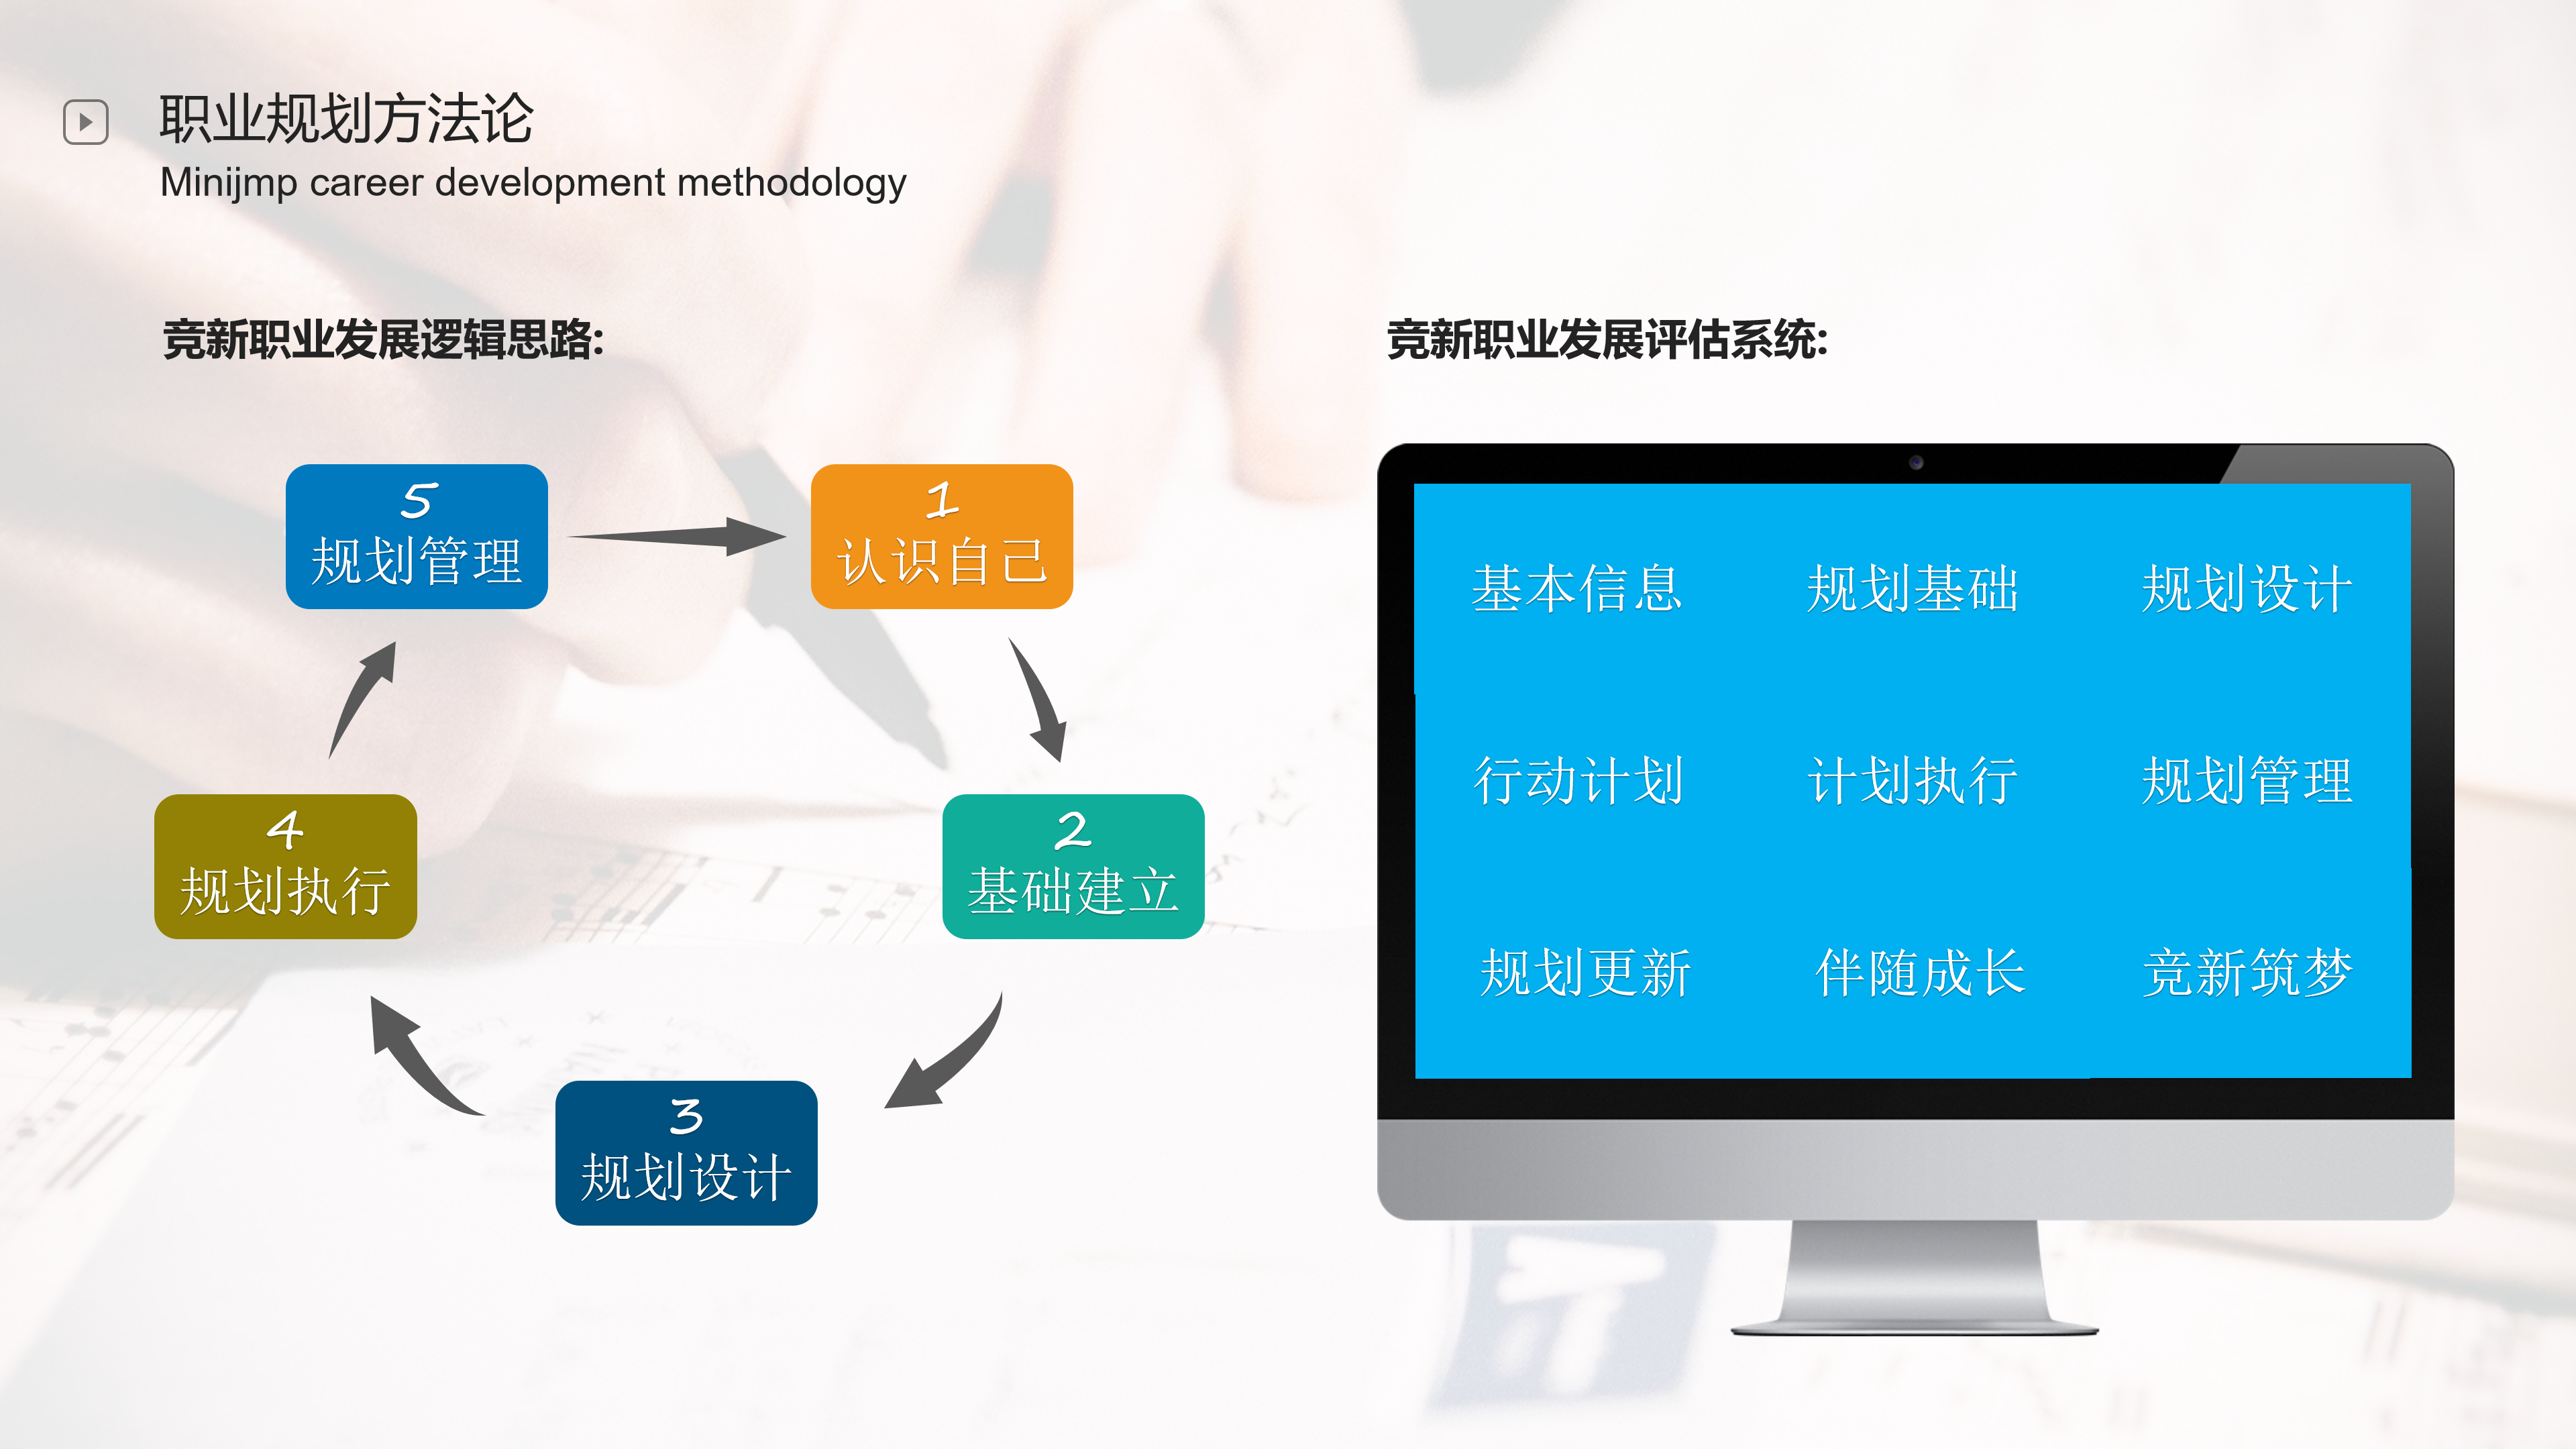 职业规划方法论
Minijmp career development methodology
竞新职业发展逻辑思路:
5
规划管理
1
认识自己
4
规划执行
2
基础建立
3
规划设计
竞新职业发展评估系统:
基本信息 规划基础 规划设计
行动计划 计划执行 规划管理
规划更新 伴随成长 竞新筑梦